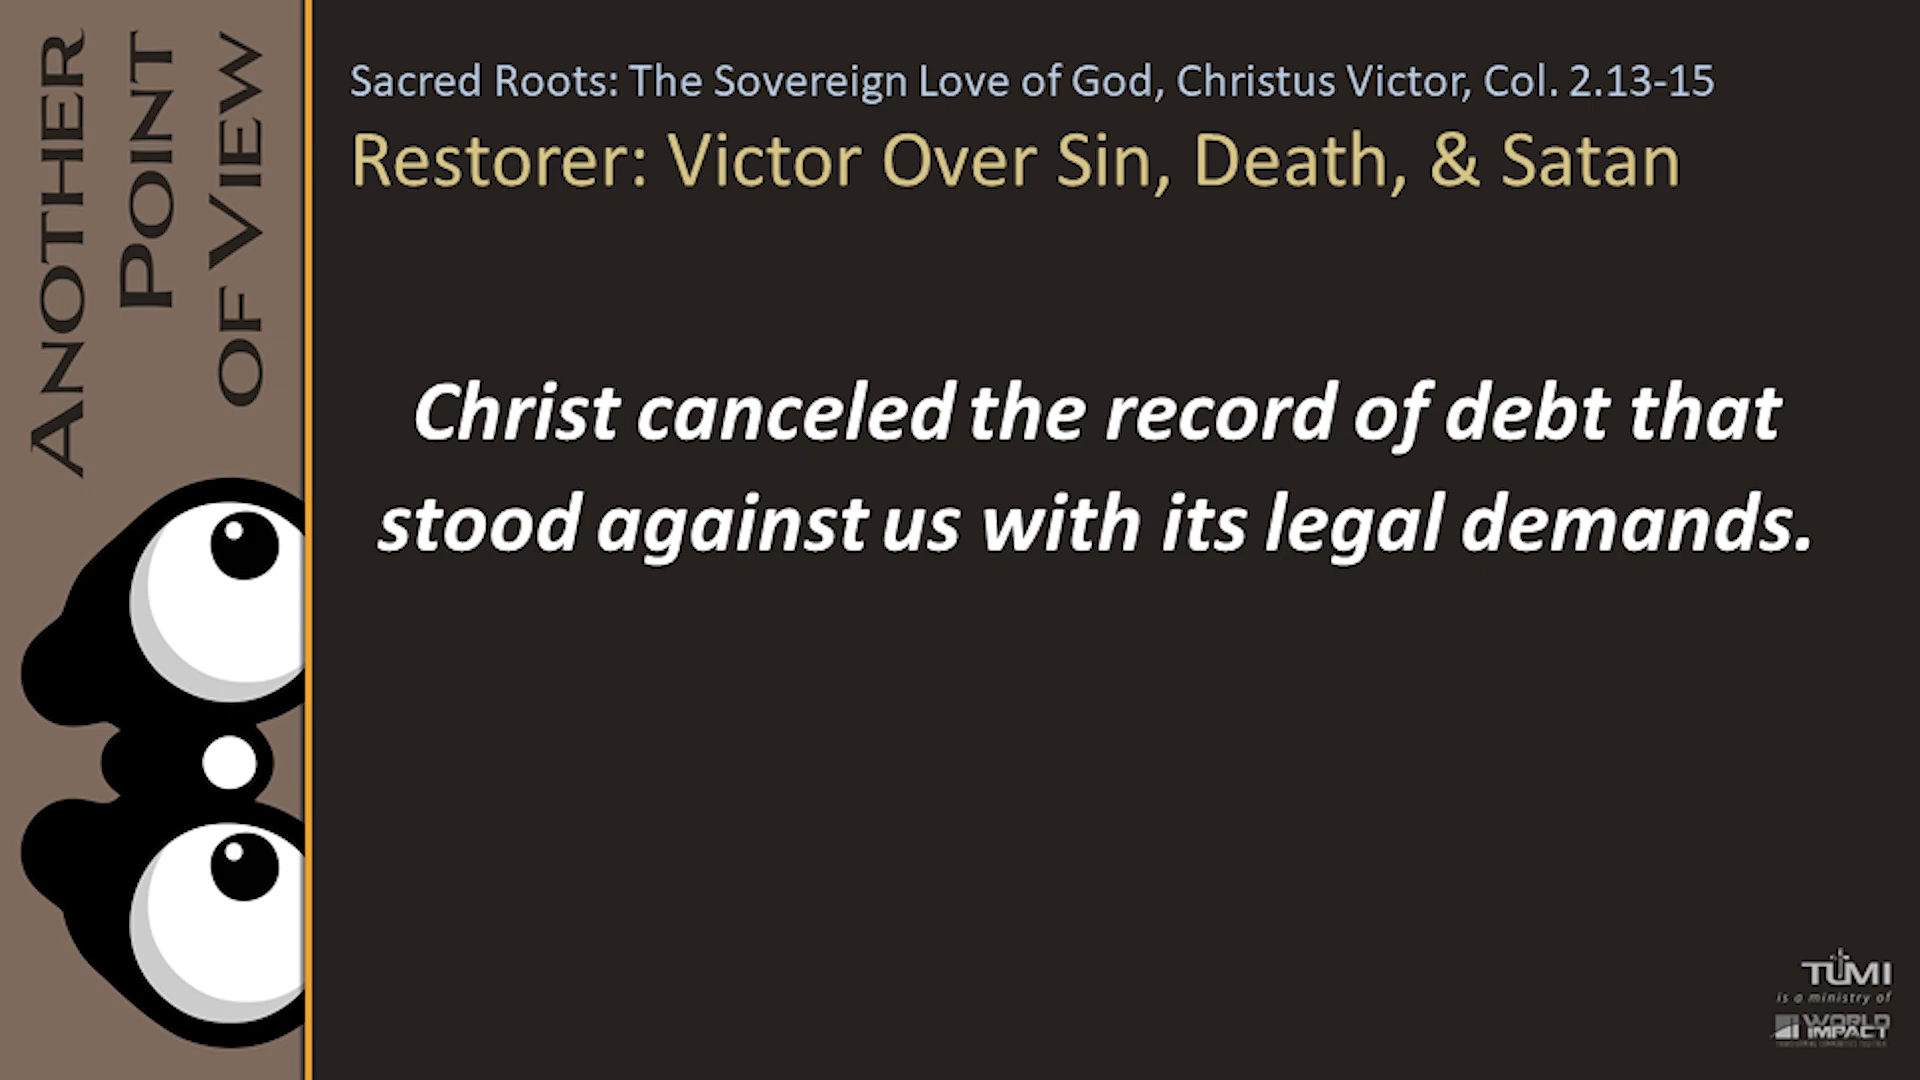 ANOTHER
POINT
OF VIEW
Sacred Roots: The Sovereign Love of God, Christus Victor, Col. 2.13-15
Restorer: Victor Over Sin, Death, & Satan
Christ canceled the record of debt that
stood against us with its legal demands.
TUMI
is a ministry of
WORLD
IMPACT